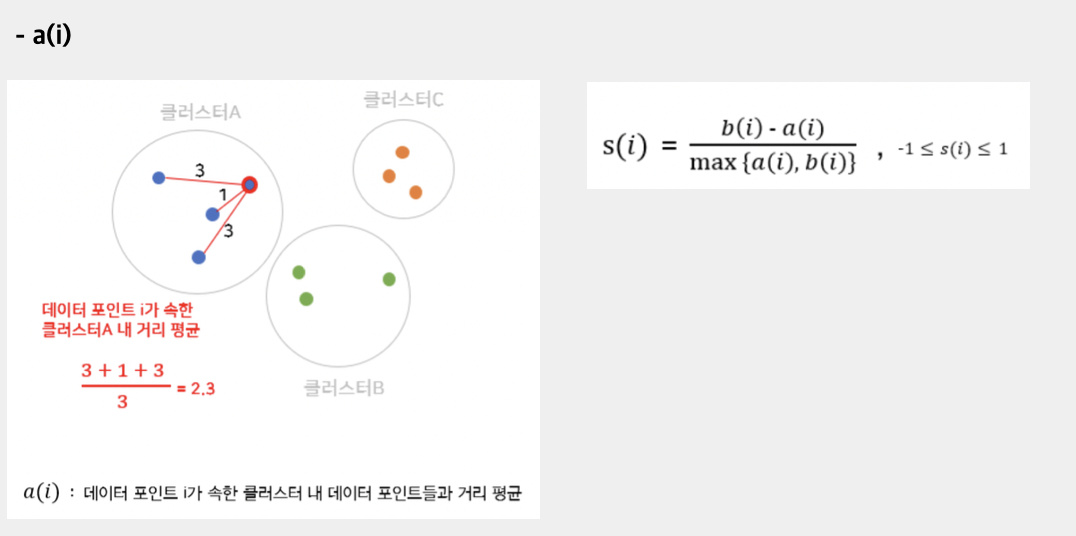 - a(i)
클러스터A
클러스터C
3
1
3
데이터 포인트 i가 속한
클러스터A 내 거리 평균
3 + 1 + 3
3
= 2.3
클러스터B
a(i) : 데이터 포인트 i가 속한 클러스터 내 데이터 포인트들과 거리 평균
s(i) = b(i) - a(i) / max {a(i), b(i)} , -1 ≤ s(i) ≤ 1